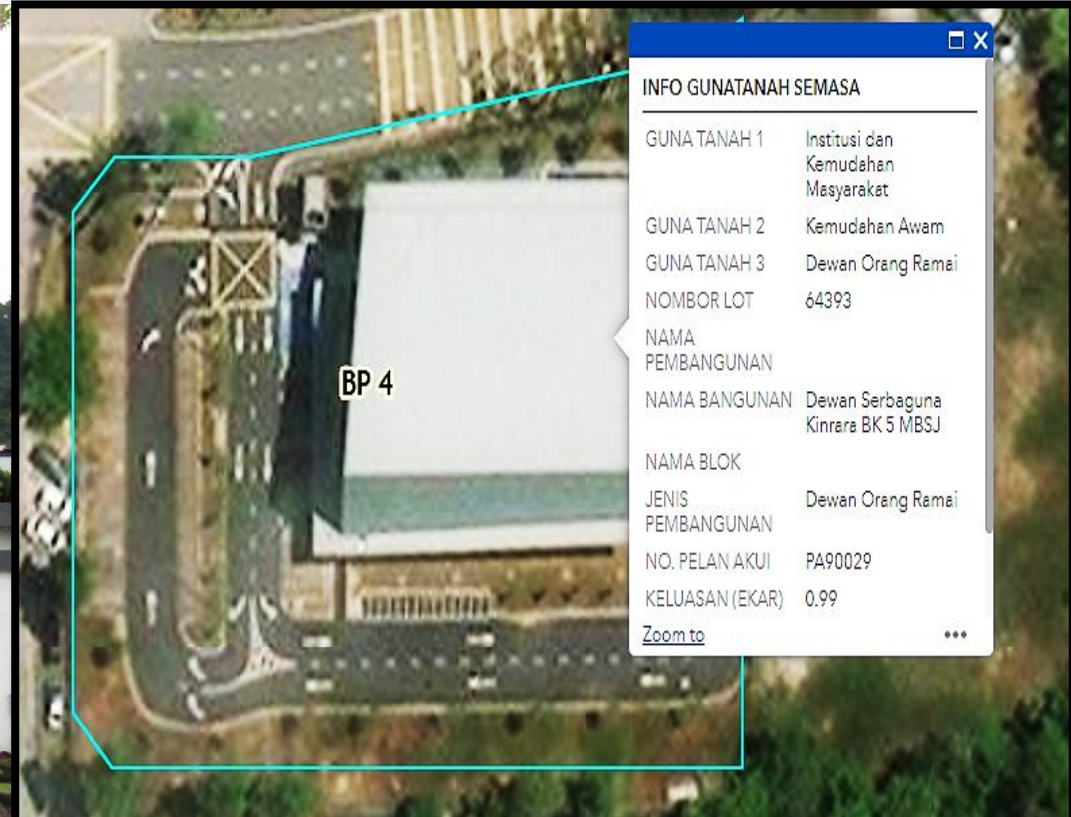 INFO GUNATANAH SEMASA
GUNA TANAH 1 Institusi dan
Kemudahan
Masyarakat
GUNA TANAH 2 Kemudahan Awam
GUNA TANAH 3 Dewan Orang Ramai
NOMBOR LOT 64393
NAMA
PEMBANGUNAN
NAMA BANGUNAN Dewan Serbaguna
Kinrara BK 5 MBSJ
NAMA BLOK
JENIS Dewan Orang Ramai
PEMBANGUNAN
NO. PELAN AKUI PA90029
KELUASAN (EKAR) 0.99
Zoom to
BP 4